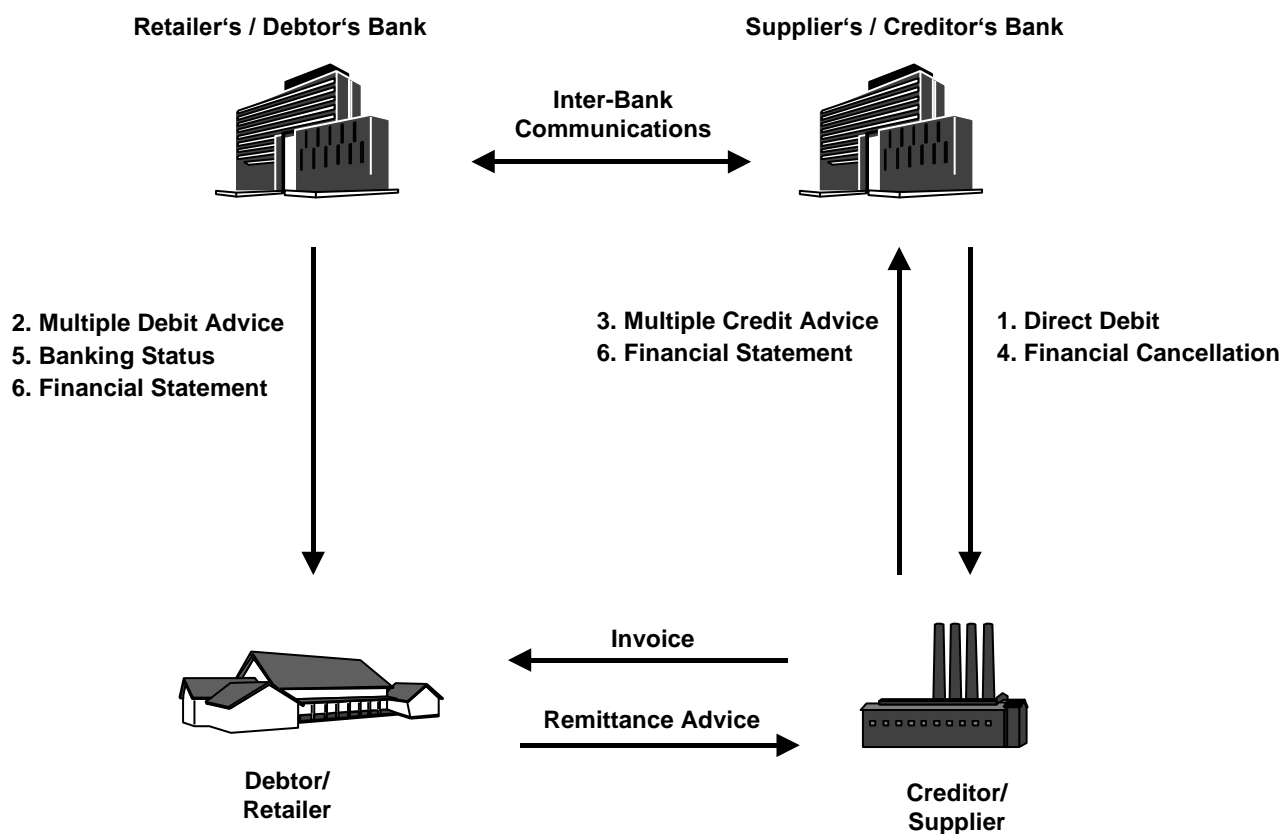 Retailer‘s / Debtor‘s Bank
Supplier‘s / Creditor‘s Bank
Inter-Bank
Communications
2. Multiple Debit Advice
5. Banking Status
6. Financial Statement
3. Multiple Credit Advice
6. Financial Statement
1. Direct Debit
4. Financial Cancellation
Invoice
Remittance Advice
Debtor/
Retailer
Creditor/
Supplier